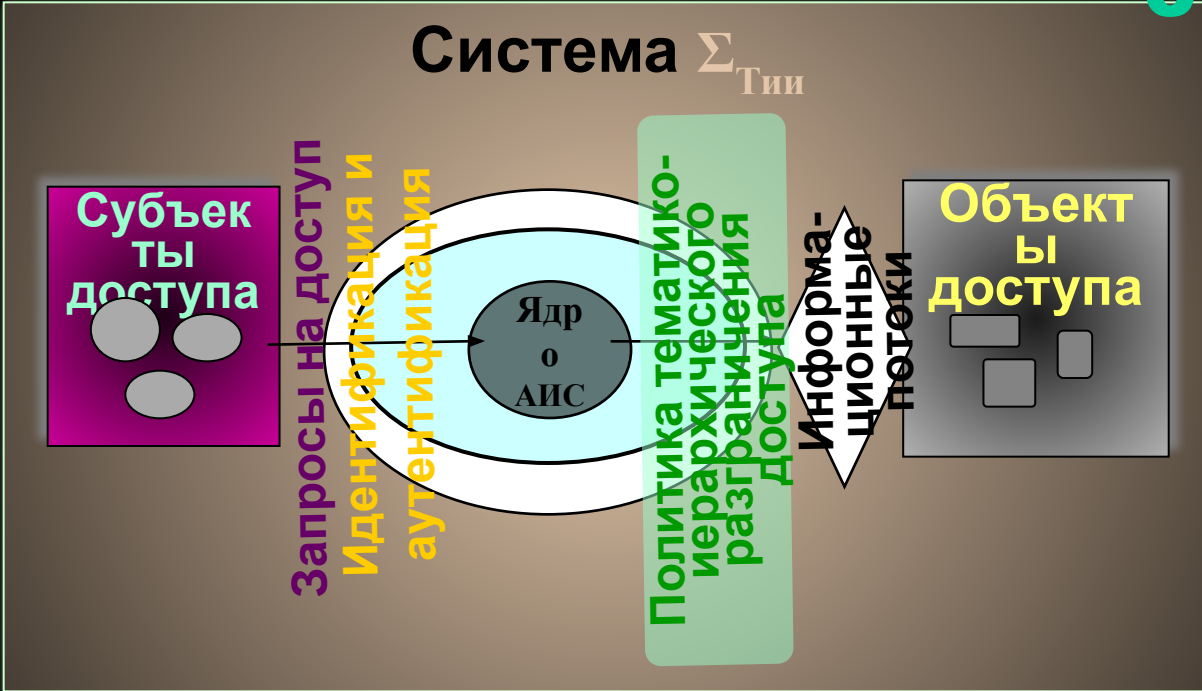 Система Σ_Тии
Субъек
ты
доступа
Запросы на доступ
Идентификация и
аутентификация
Ядр
о
АИС
Политика тематико-
иерархического
разграничения
доступа
Информа-
ционные
потоки
Объект
ы
доступа